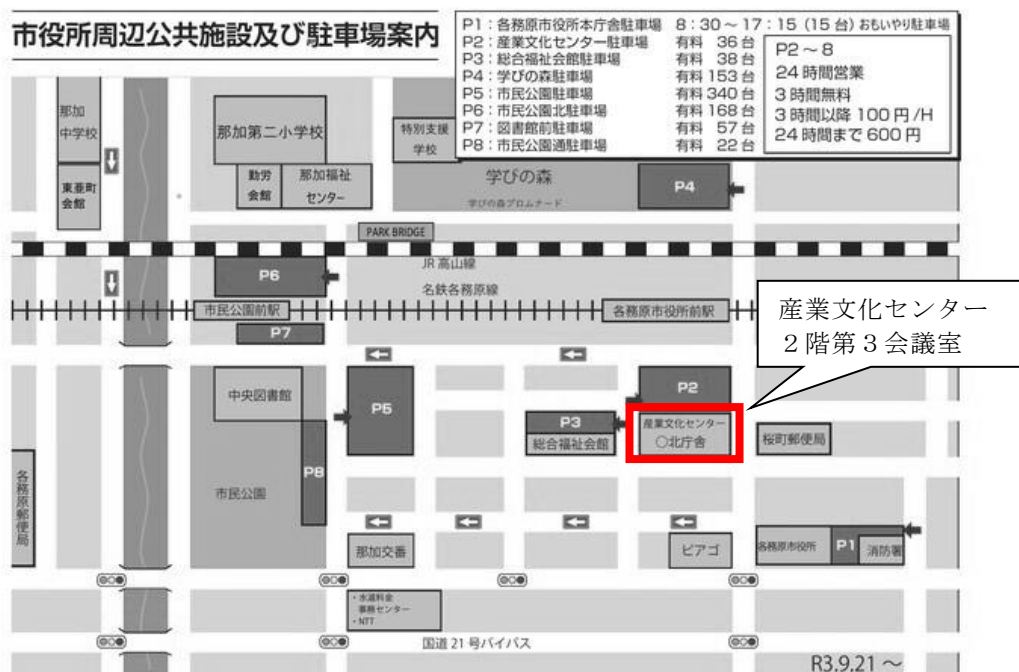 市役所周辺公共施設及び駐車場案内
P1：各務原市役所本庁舎駐車場 8：30～17：15（15台）おもいやり駐車場
P2：産業文化センター駐車場 有料 36台
P3：総合福祉会館駐車場 有料 38台
P4：学びの森駐車場 有料153台
P5：市民公園駐車場 有料340台
P6：市民公園北駐車場 有料168台
P7：図書館前駐車場 有料 57台
P8：市民公園通駐車場 有料 22台
P2～8
24時間営業
3時間無料
3時間以降100円/H
24時間まで600円
那加
中学校
東亜町
会館
那加第二小学校
勤労
会館
那加福祉
センター
特別支援
学校
学びの森
学びの森プロムナード
P4
PARK BRIDGE
JR高山線
P6
名鉄各務原線
市民公園前駅
各務原市役所前駅
P7
産業文化センター
２階第３会議室
中央図書館
P5
P2
P3
総合福祉会館
産業文化センター
○北庁舎
桜町郵便局
P8
市民公園
各務原郵便局
那加交番
ピアゴ
各務原市役所
P1
消防署
・水道料金
事務センター
・NTT
国道21号バイパス
R3,9,21～